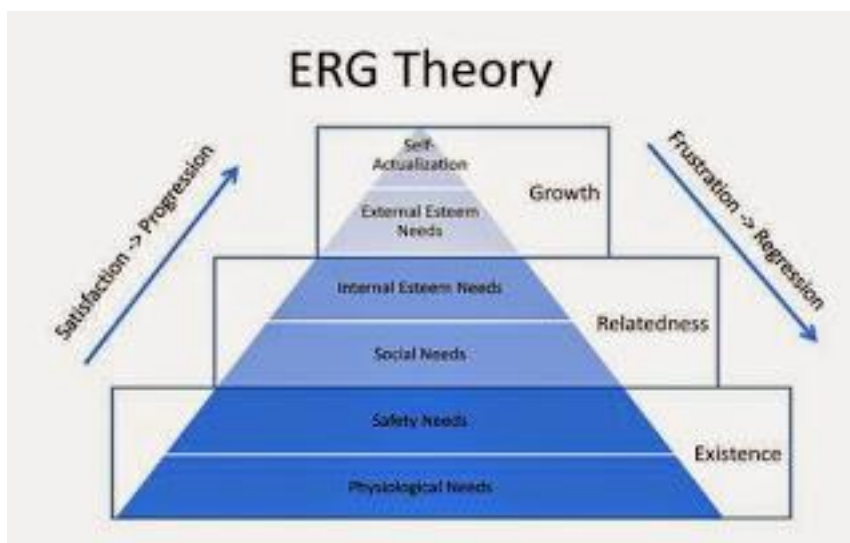 ERG Theory
Satisfaction -> Progression
Frustration -> Regression
Self-
Actualization
Growth
External Esteem
Needs
Internal Esteem Needs
Relatedness
Social Needs
Safety Needs
Existence
Physiological Needs